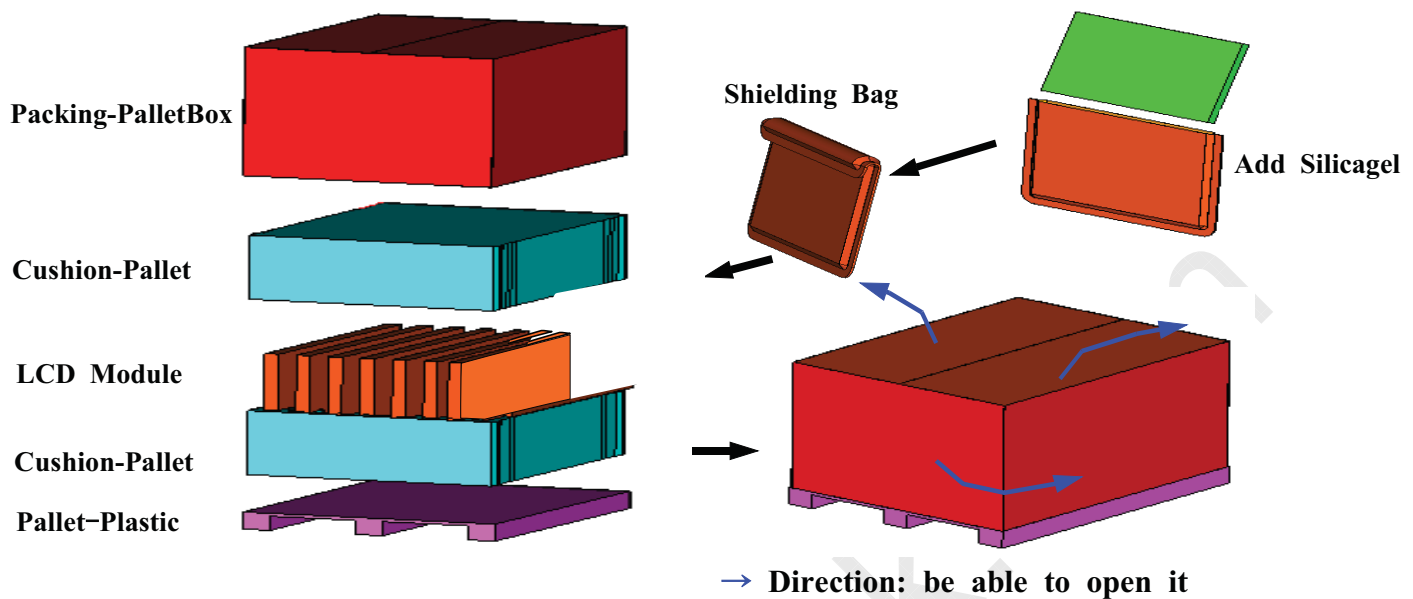 Packing-PalletBox
Shielding Bag
Add Silicagel
Cushion-Pallet
LCD Module
Cushion-Pallet
Pallet-Plastic
→ Direction: be able to open it